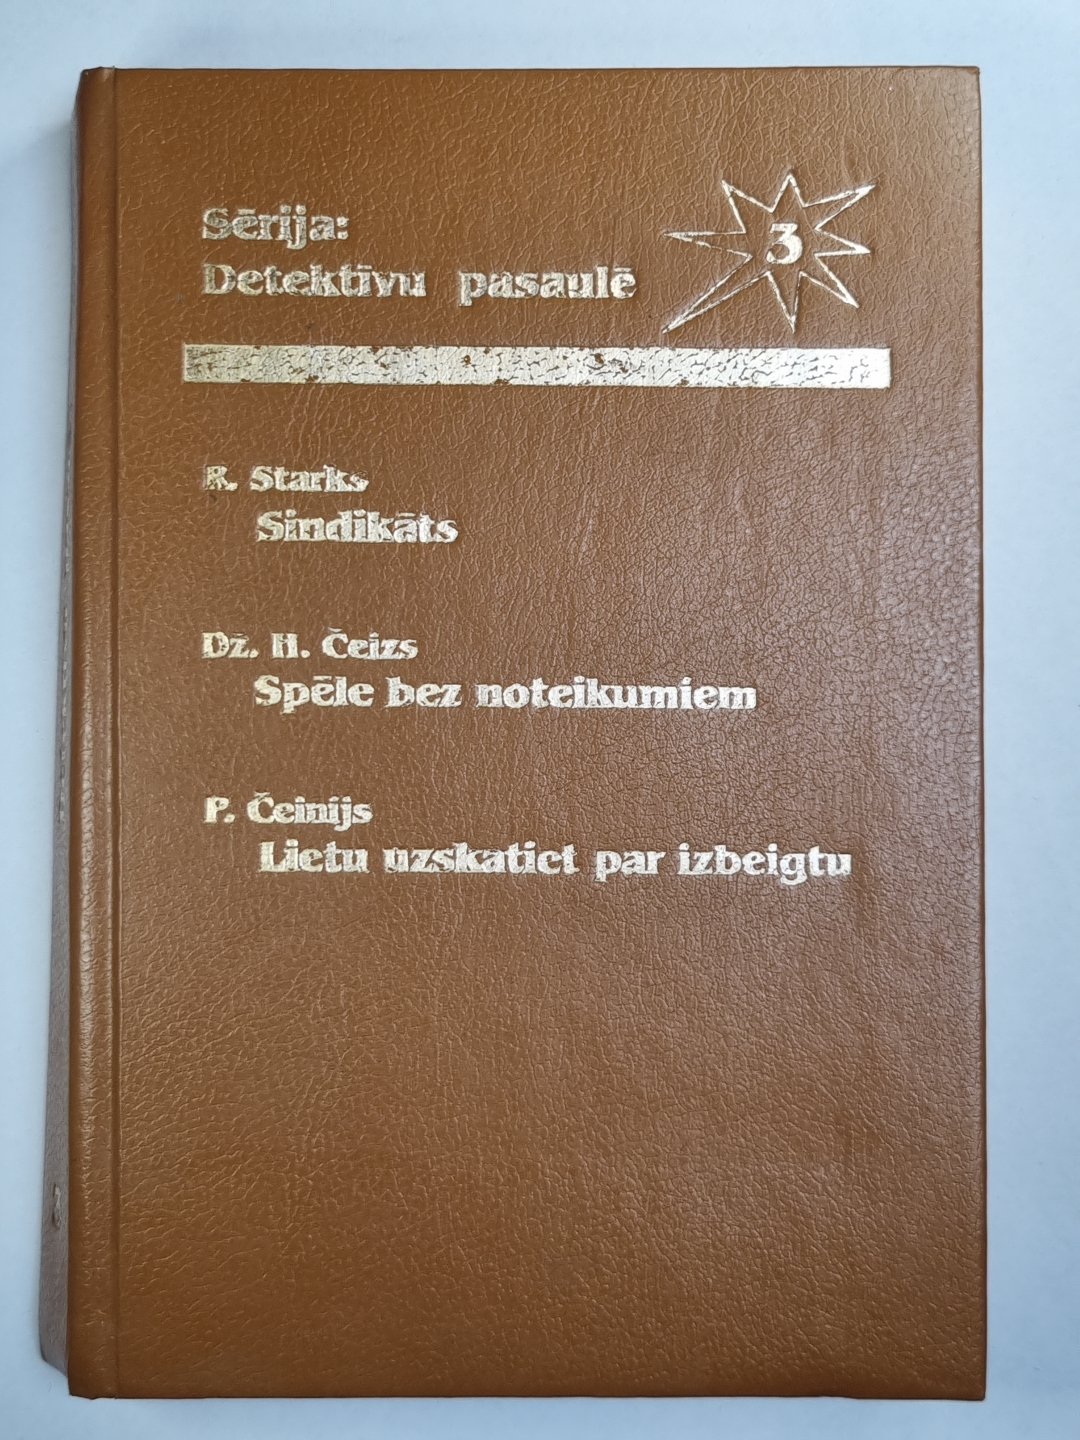 Sērija:
Detektīvu pasaulē
3
R. Starks
Sindikāts
Dž. H. Čeizs
Spēle bez noteikumiem
P. Čeinijs
Lietu uzskatiet par izbeigtu